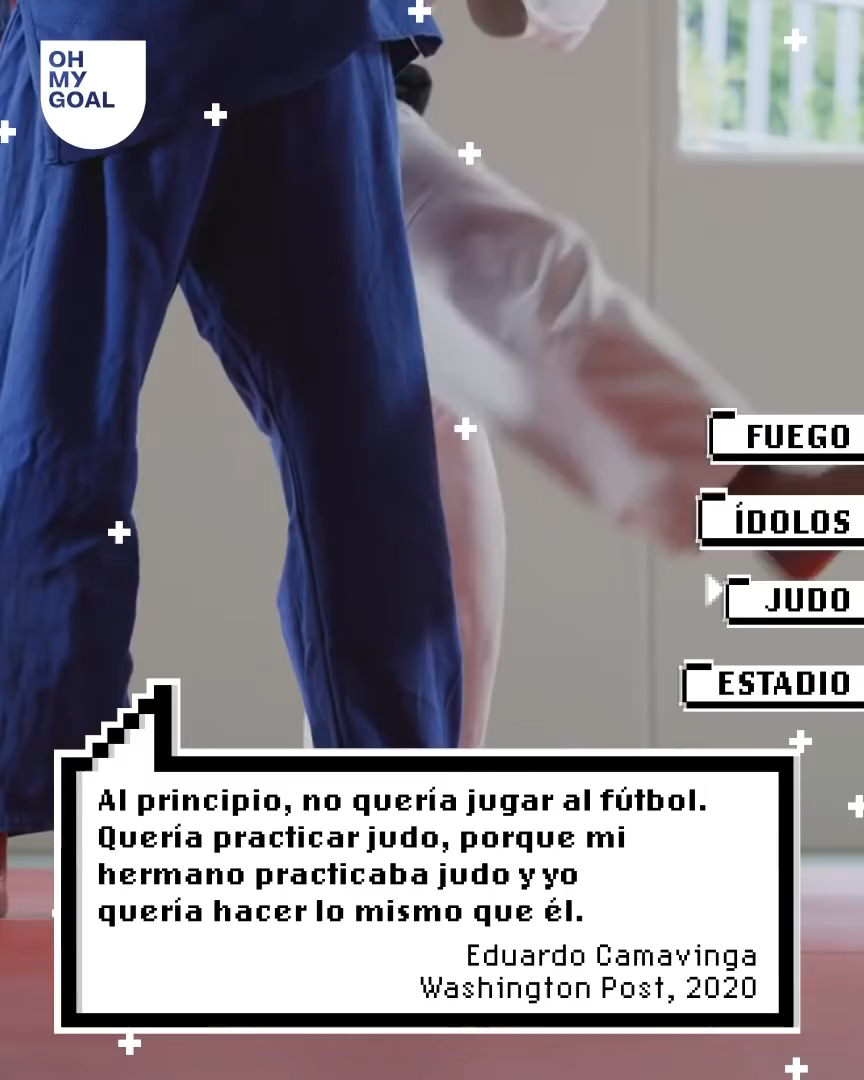 OH
MY
GOAL
FUEGO
ÍDOLOS
JUDO
ESTADIO
Al principio, no quería jugar al fútbol.
Quería practicar judo, porque mi
hermano practicaba judo y yo
quería hacer lo mismo que él.
Eduardo Camavinga
Washington Post, 2020